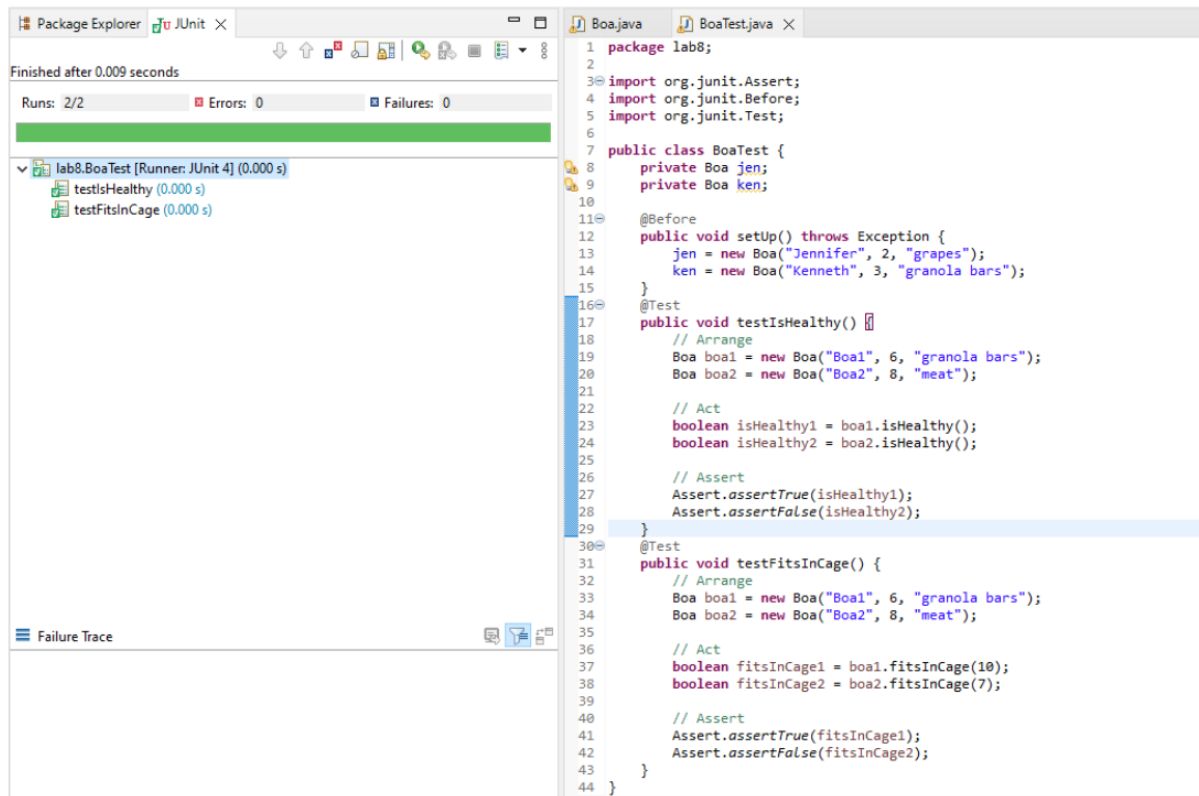 Package Explorer JUnit
Finished after 0.009 seconds
Runs: 2/2 Errors: 0 Failures: 0
lab8.BoaTest [Runner: JUnit 4] (0.000 s)
testIsHealthy (0.000 s)
testFitsInCage (0.000 s)
Failure Trace
Boa.java BoaTest.java
1 package lab8;
2
3 import org.junit.Assert;
4 import org.junit.Before;
5 import org.junit.Test;
6
7 public class BoaTest {
8 private Boa jen;
9 private Boa ken;
10
11 @Before
12 public void setUp() throws Exception {
13 jen = new Boa("Jennifer", 2, "grapes");
14 ken = new Boa("Kenneth", 3, "granola bars");
15 }
16 @Test
17 public void testIsHealthy() {
18 // Arrange
19 Boa boa1 = new Boa("Boa1", 6, "granola bars");
20 Boa boa2 = new Boa("Boa2", 8, "meat");
21
22 // Act
23 boolean isHealthy1 = boa1.isHealthy();
24 boolean isHealthy2 = boa2.isHealthy();
25
26 // Assert
27 Assert.assertTrue(isHealthy1);
28 Assert.assertFalse(isHealthy2);
29 }
30 @Test
31 public void testFitsInCage() {
32 // Arrange
33 Boa boa1 = new Boa("Boa1", 6, "granola bars");
34 Boa boa2 = new Boa("Boa2", 8, "meat");
35
36 // Act
37 boolean fitsInCage1 = boa1.fitsInCage(10);
38 boolean fitsInCage2 = boa2.fitsInCage(7);
39
40 // Assert
41 Assert.assertTrue(fitsInCage1);
42 Assert.assertFalse(fitsInCage2);
43 }
44 }